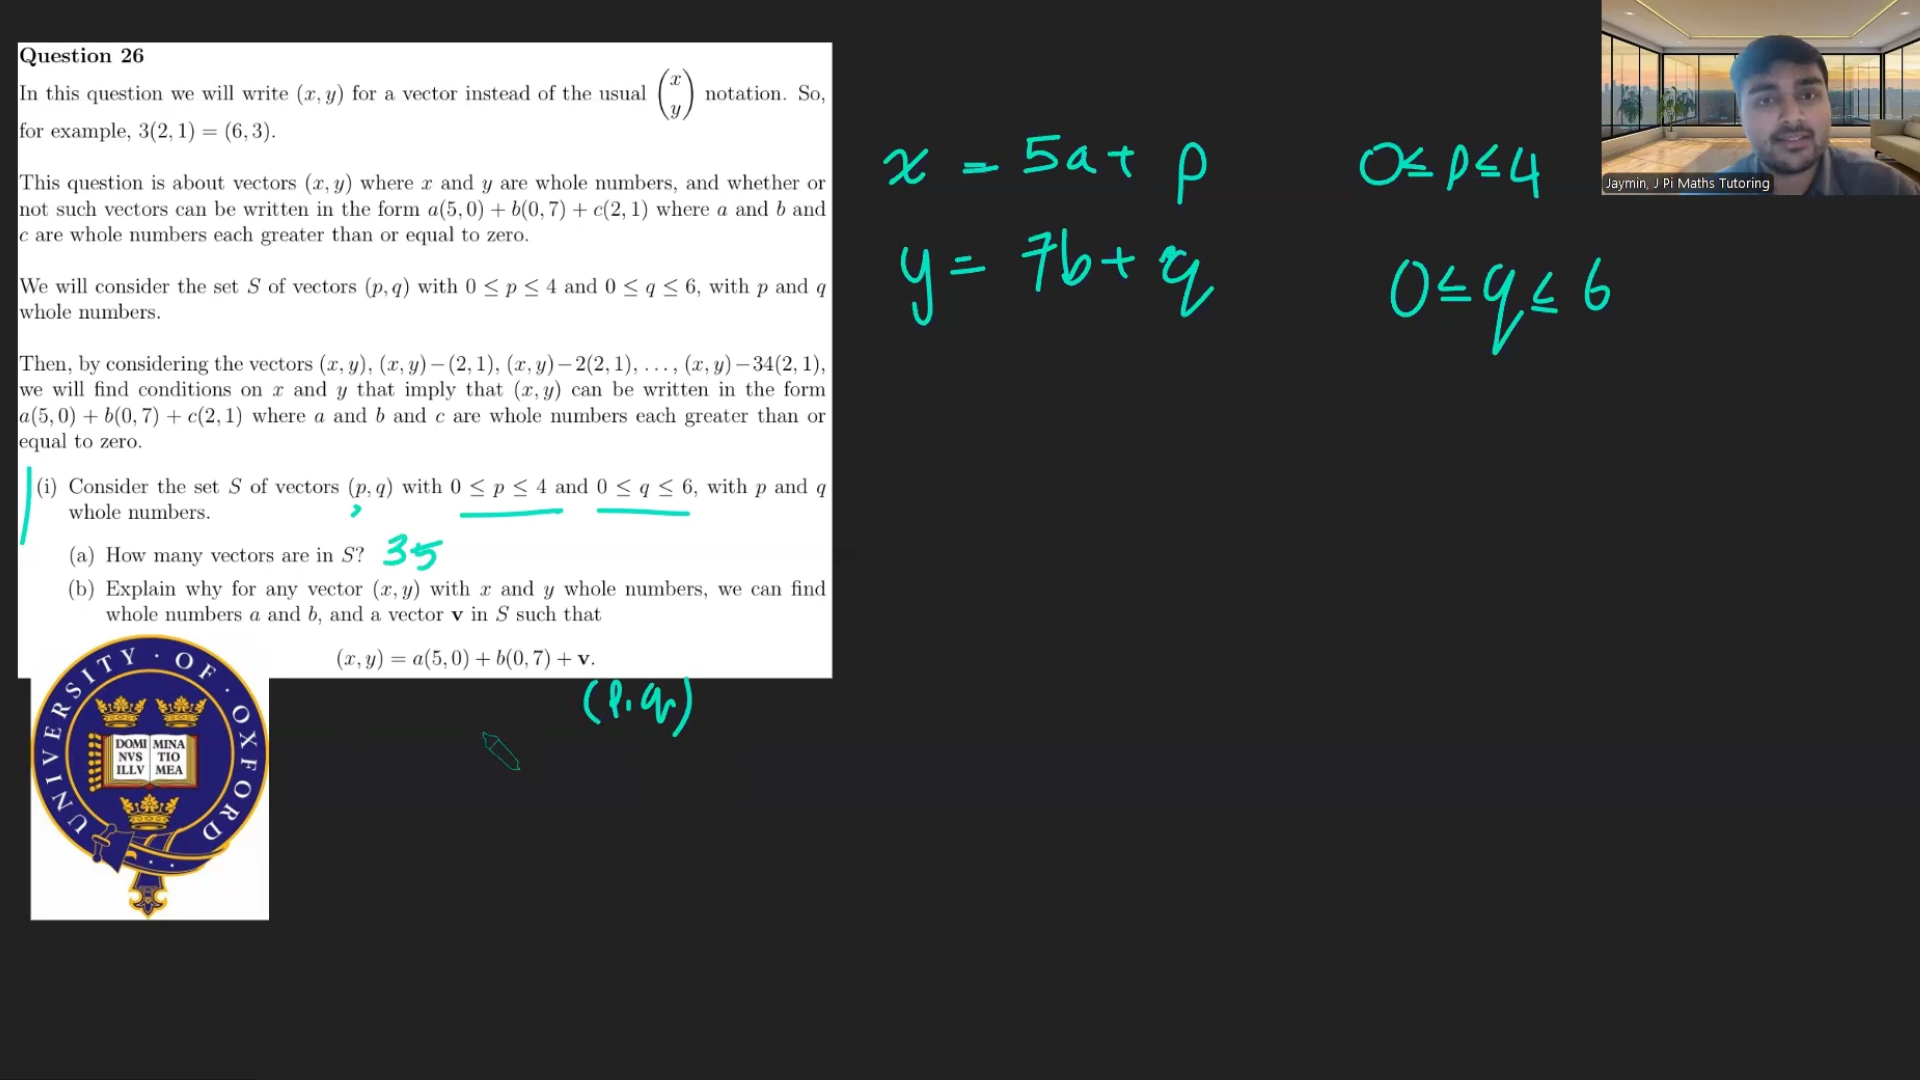 Question 26
In this question we will write (x, y) for a vector instead of the usual (x y) notation. So,
for example, 3(2, 1) = (6, 3).
This question is about vectors (x, y) where x and y are whole numbers, and whether or
not such vectors can be written in the form a(5, 0) + b(0, 7) + c(2, 1) where a and b and
c are whole numbers each greater than or equal to zero.
We will consider the set S of vectors (p, q) with 0 ≤ p ≤ 4 and 0 ≤ q ≤ 6, with p and q
whole numbers.
Then, by considering the vectors (x, y), (x, y) − (2, 1), (x, y) − 2(2, 1), . . . , (x, y) − 34(2, 1),
we will find conditions on x and y that imply that (x, y) can be written in the form
a(5, 0) + b(0, 7) + c(2, 1) where a and b and c are whole numbers each greater than or
equal to zero.
(i) Consider the set S of vectors (p, q) with 0 ≤ p ≤ 4 and 0 ≤ q ≤ 6, with p and q
whole numbers.
(a) How many vectors are in S? 35
(b) Explain why for any vector (x, y) with x and y whole numbers, we can find
whole numbers a and b, and a vector v in S such that
(x, y) = a(5, 0) + b(0, 7) + v.
(p, q)
x = 5a + p 0 ≤ p ≤ 4
y = 7b + q 0 ≤ q ≤ 6
Jaymin, J Pi Maths Tutoring
UNIVERSITY OF OXFORD
DOMI MINA
NVS TIO
ILLV MEA